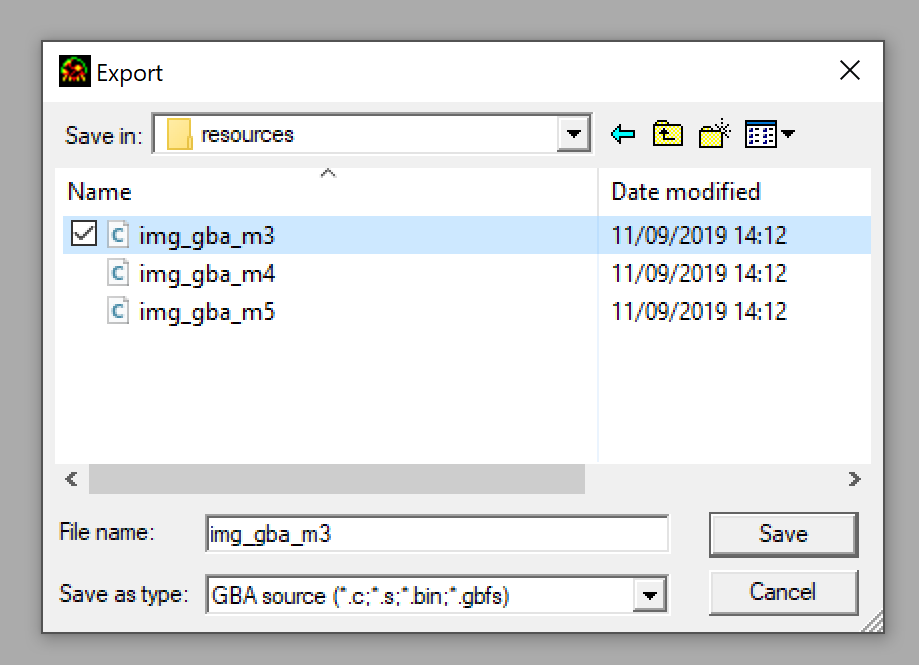 Export
Save in: resources
Name Date modified
img_gba_m3 11/09/2019 14:12
img_gba_m4 11/09/2019 14:12
img_gba_m5 11/09/2019 14:12
File name: img_gba_m3 Save
Save as type: GBA source (*.c;*.s;*.bin;*.gbfs) Cancel